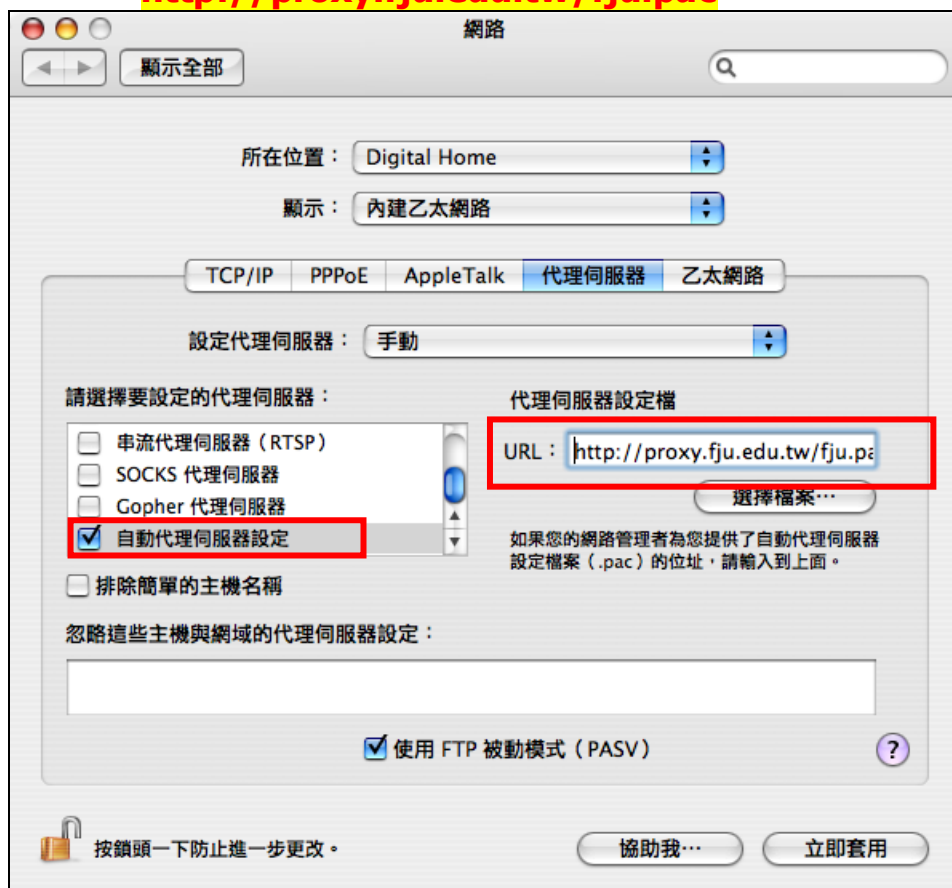 http://proxy.fju.edu.tw/fju.pac
網路
顯示全部
所在位置： Digital Home
顯示： 內建乙太網路
TCP/IP PPPoE AppleTalk 代理伺服器 乙太網路
設定代理伺服器： 手動
請選擇要設定的代理伺服器：
串流代理伺服器（RTSP）
SOCKS 代理伺服器
Gopher 代理伺服器
自動代理伺服器設定
代理伺服器設定檔
URL： http://proxy.fju.edu.tw/fju.pa
選擇檔案…
如果您的網路管理者為您提供了自動代理伺服器
設定檔案（.pac）的位址，請輸入到上面。
排除簡單的主機名稱
忽略這些主機與網域的代理伺服器設定：
使用 FTP 被動模式（PASV）
?
按鎖頭一下防止進一步更改。
協助我…
立即套用